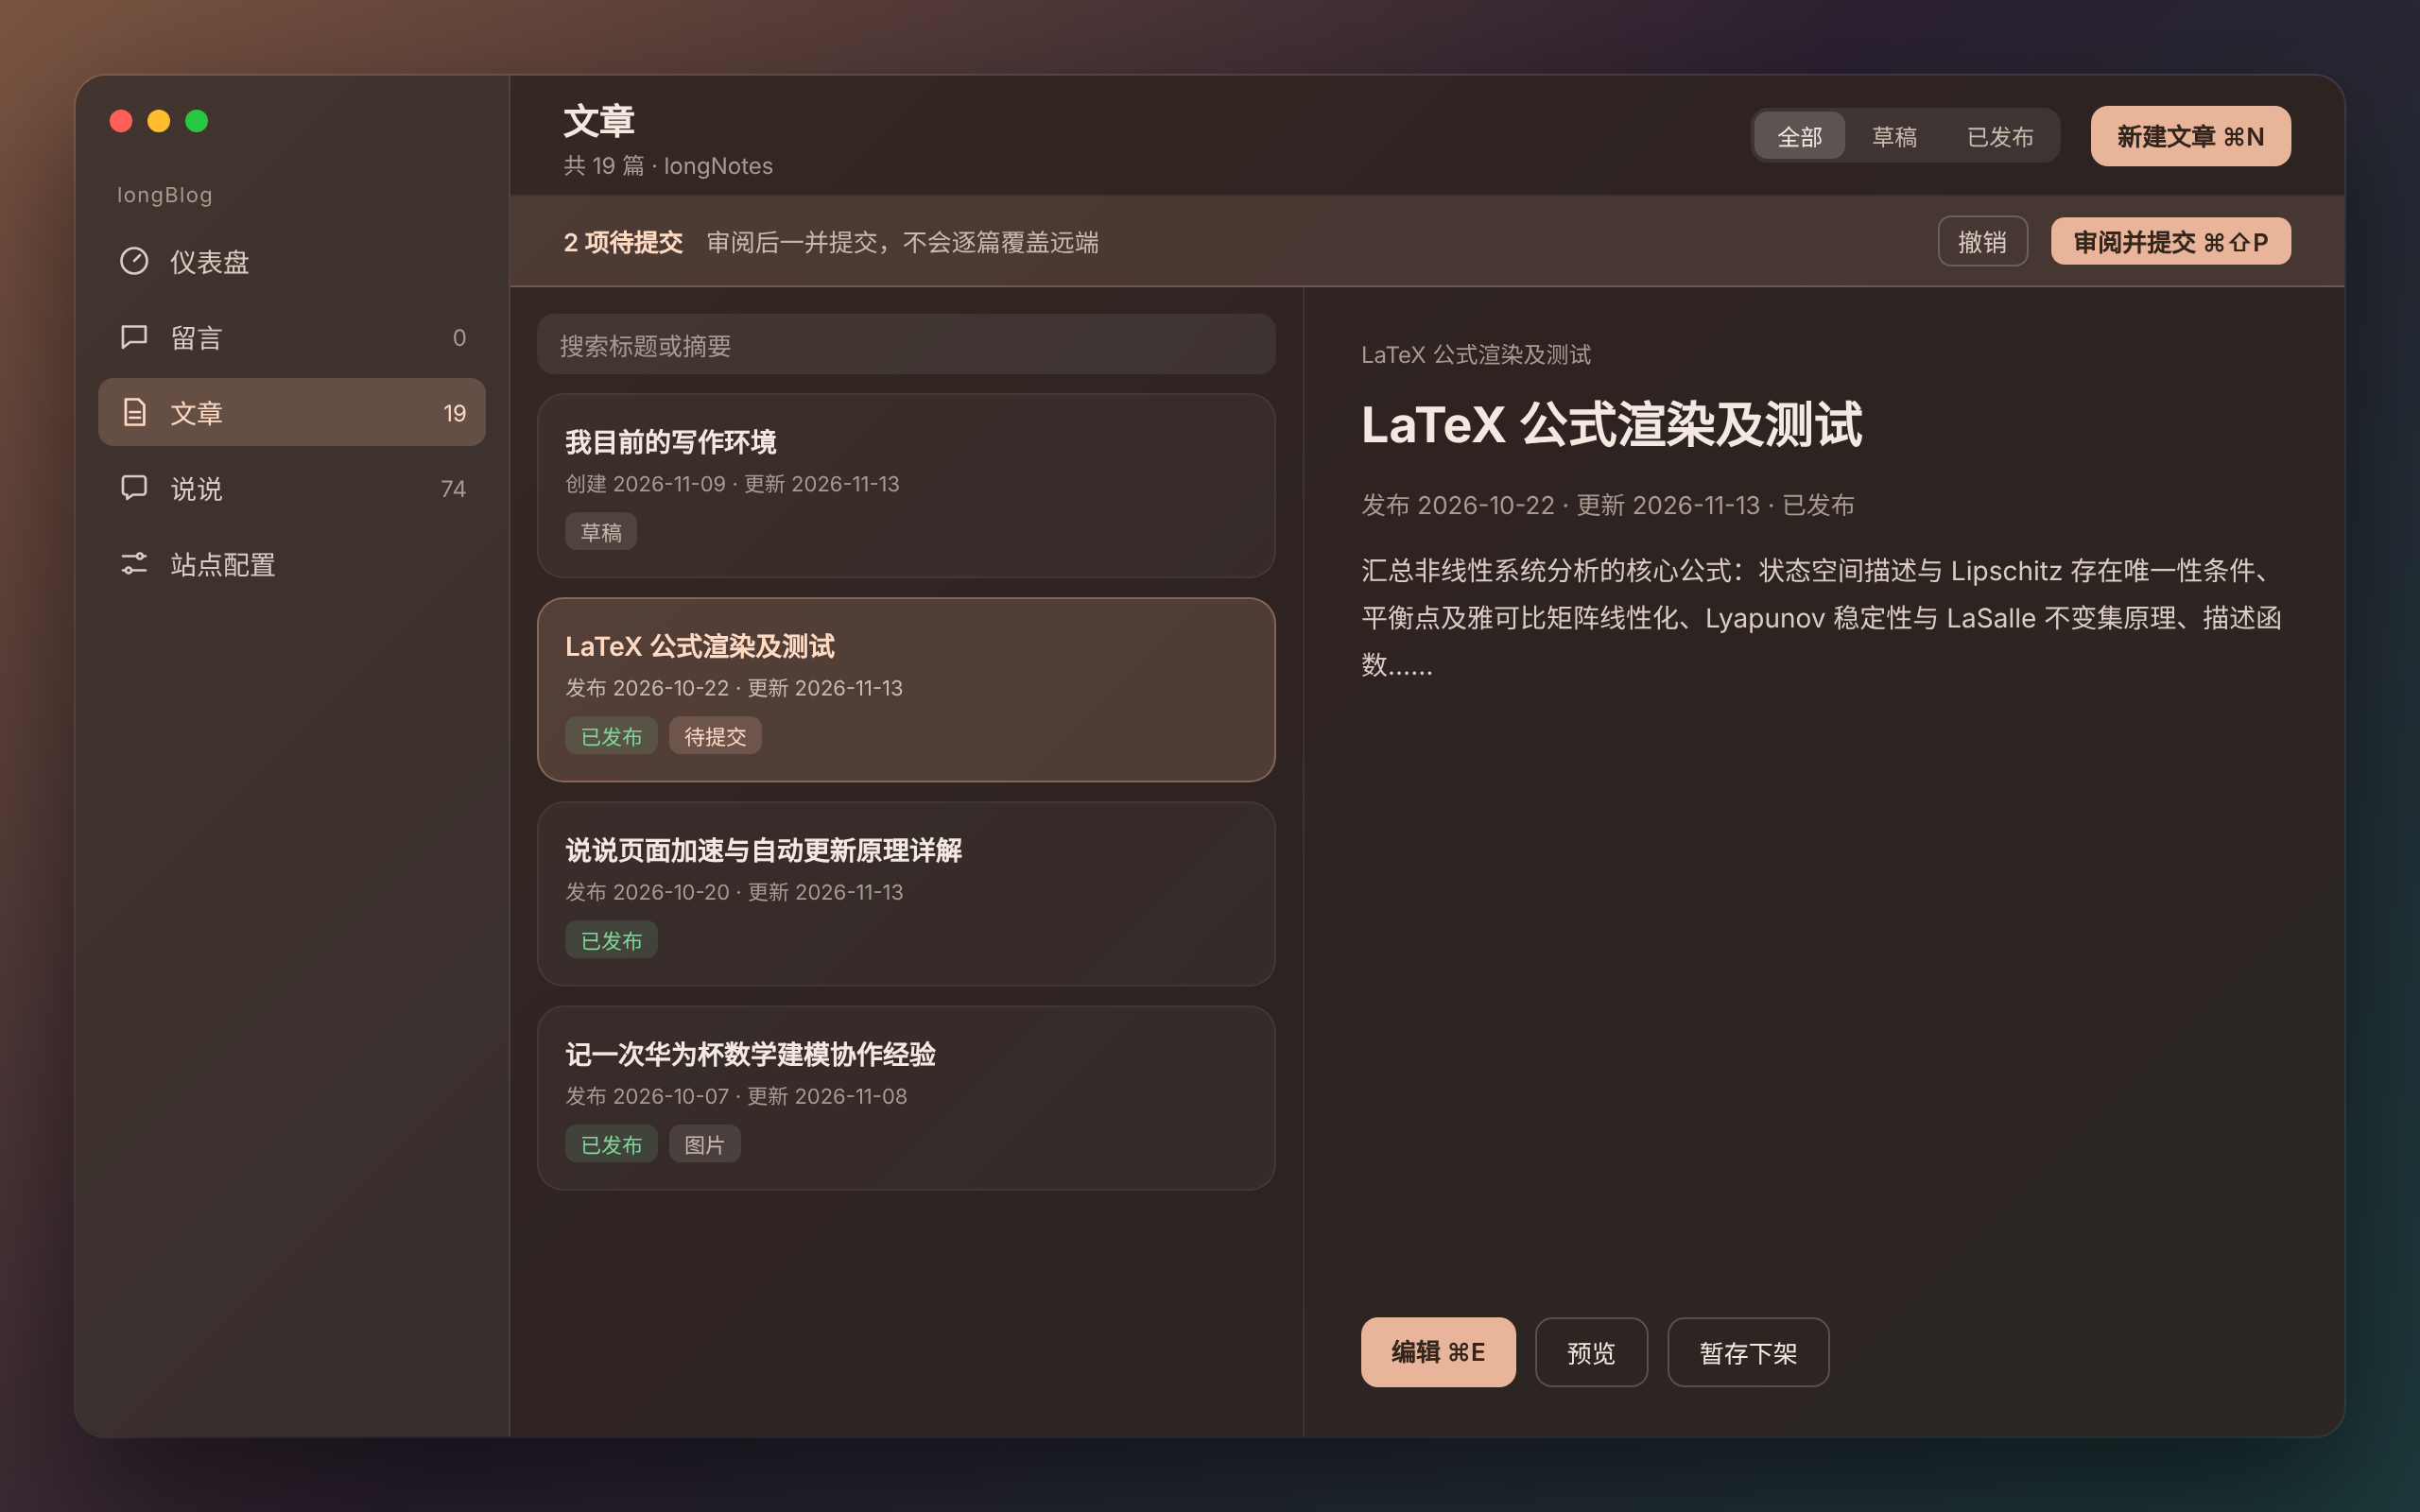 longBlog
仪表盘
留言 0
文章 19
说说 74
站点配置
文章
共 19 篇 · longNotes
全部 草稿 已发布
新建文章 ⌘N
2 项待提交 审阅后一并提交，不会逐篇覆盖远端
撤销 审阅并提交 ⌘⇧P
搜索标题或摘要
我目前的写作环境
创建 2026-11-09 · 更新 2026-11-13
草稿
LaTeX 公式渲染及测试
发布 2026-10-22 · 更新 2026-11-13
已发布 待提交
说说页面加速与自动更新原理详解
发布 2026-10-20 · 更新 2026-11-13
已发布
记一次华为杯数学建模协作经验
发布 2026-10-07 · 更新 2026-11-08
已发布 图片
LaTeX 公式渲染及测试
LaTeX 公式渲染及测试
发布 2026-10-22 · 更新 2026-11-13 · 已发布
汇总非线性系统分析的核心公式：状态空间描述与 Lipschitz 存在唯一性条件、
平衡点及雅可比矩阵线性化、Lyapunov 稳定性与 LaSalle 不变集原理、描述函
数……
编辑 ⌘E 预览 暂存下架